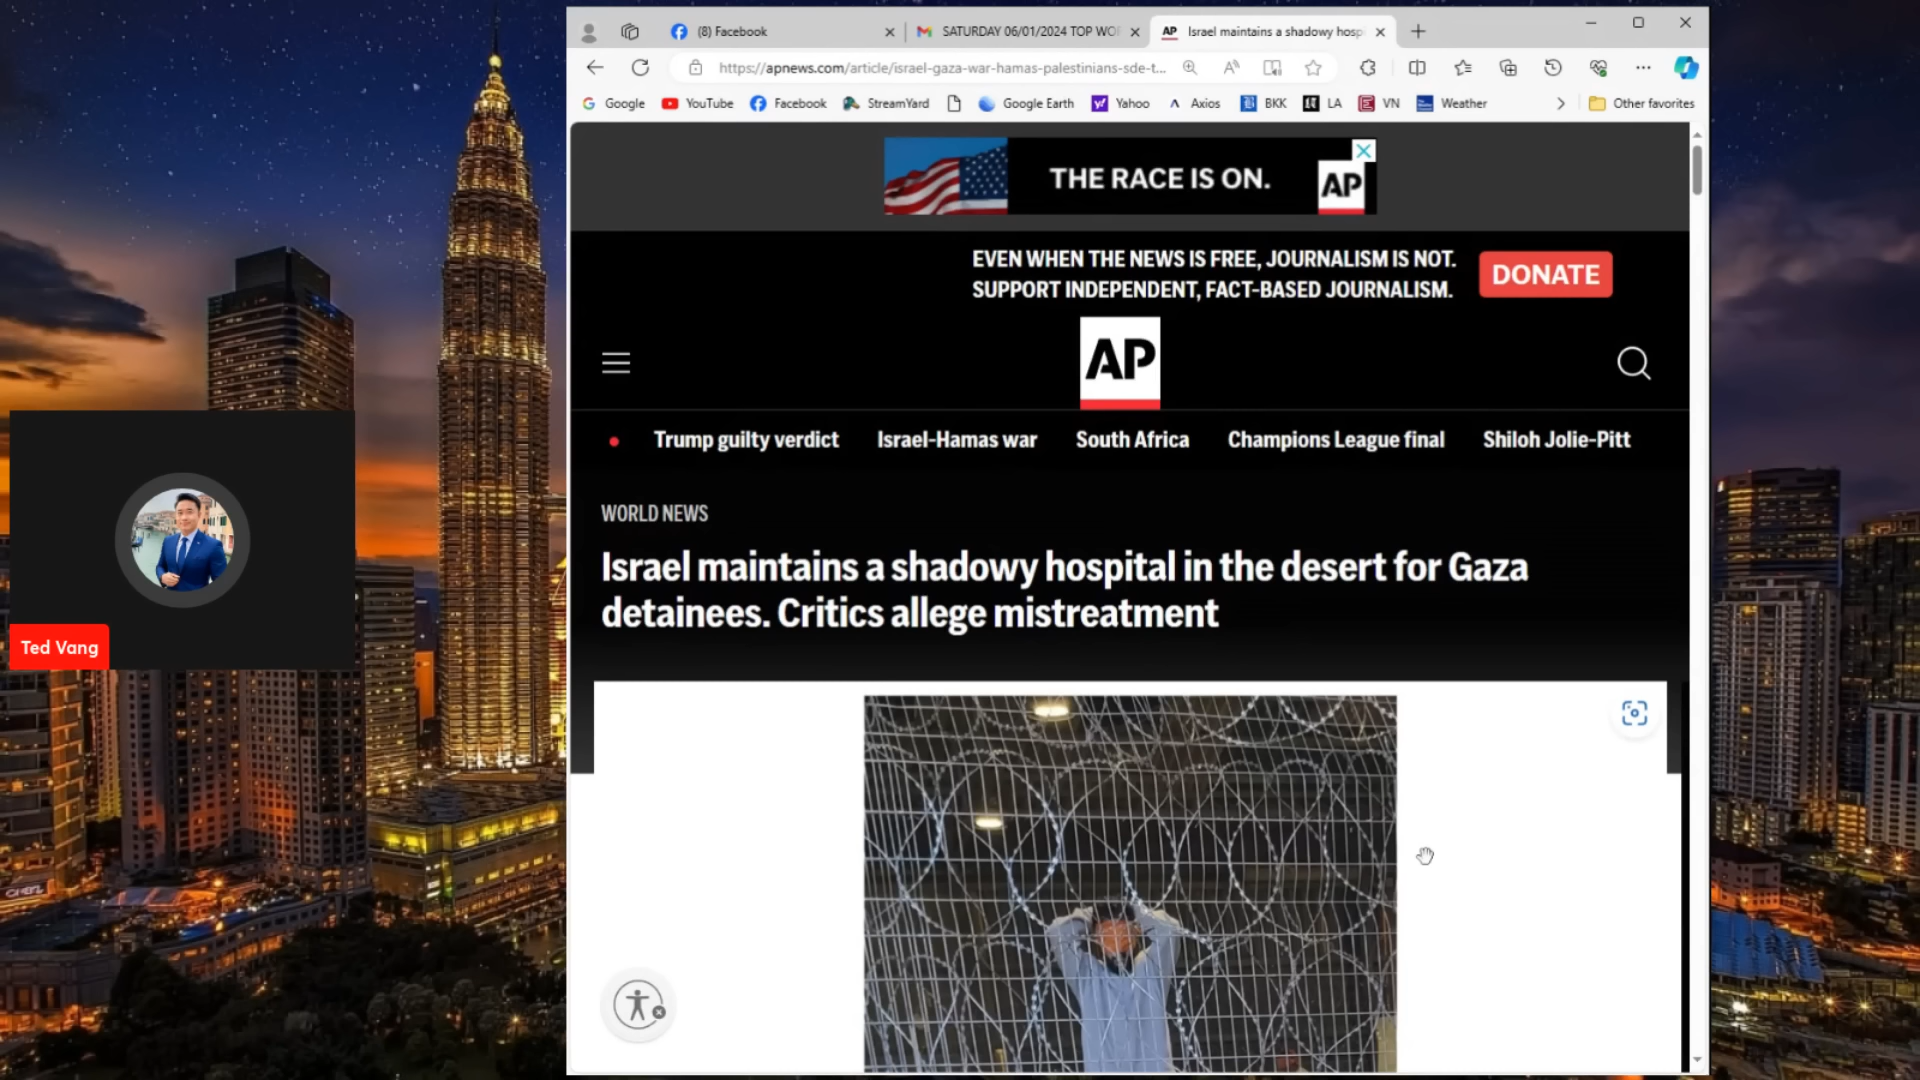 (8) Facebook
SATURDAY 06/01/2024 TOP WO
AP Israel maintains a shadowy hosp
https://apnews.com/article/israel-gaza-war-hamas-palestinians-sde-t...
Google YouTube Facebook StreamYard Google Earth Yahoo Axios BKK LA VN Weather Other favorites
THE RACE IS ON.
AP
EVEN WHEN THE NEWS IS FREE, JOURNALISM IS NOT.
SUPPORT INDEPENDENT, FACT-BASED JOURNALISM.
DONATE
AP
Trump guilty verdict Israel-Hamas war South Africa Champions League final Shiloh Jolie-Pitt
WORLD NEWS
Israel maintains a shadowy hospital in the desert for Gaza
detainees. Critics allege mistreatment
Ted Vang